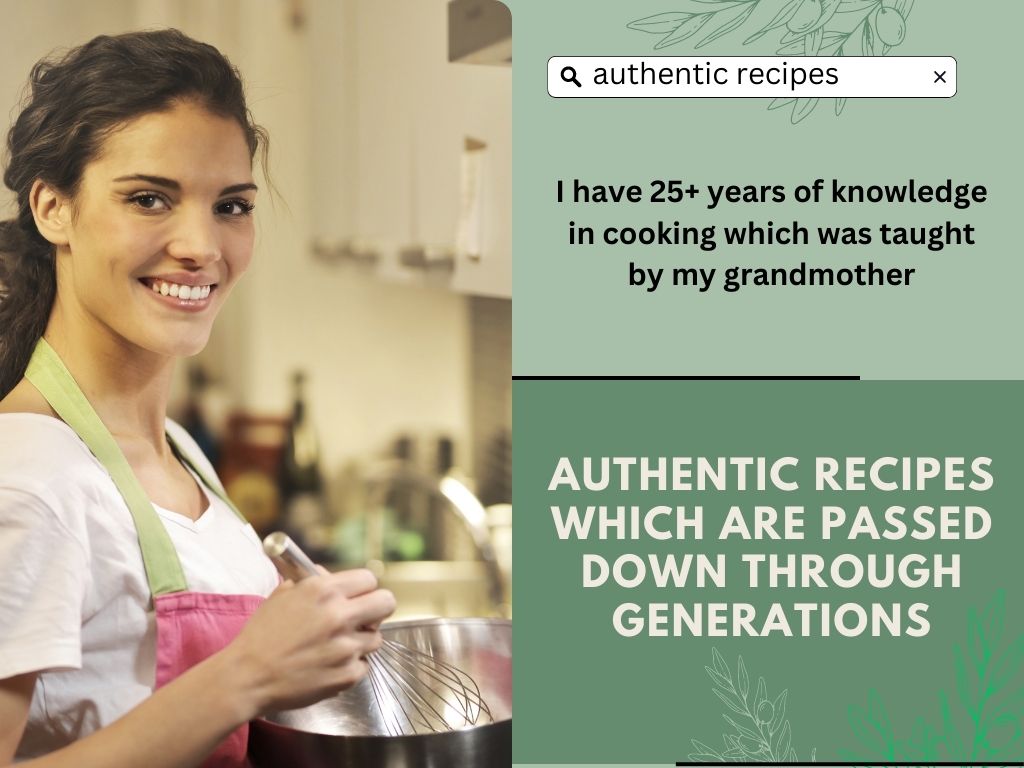 authentic recipes ×
I have 25+ years of knowledge
in cooking which was taught
by my grandmother
AUTHENTIC RECIPES
WHICH ARE PASSED
DOWN THROUGH
GENERATIONS